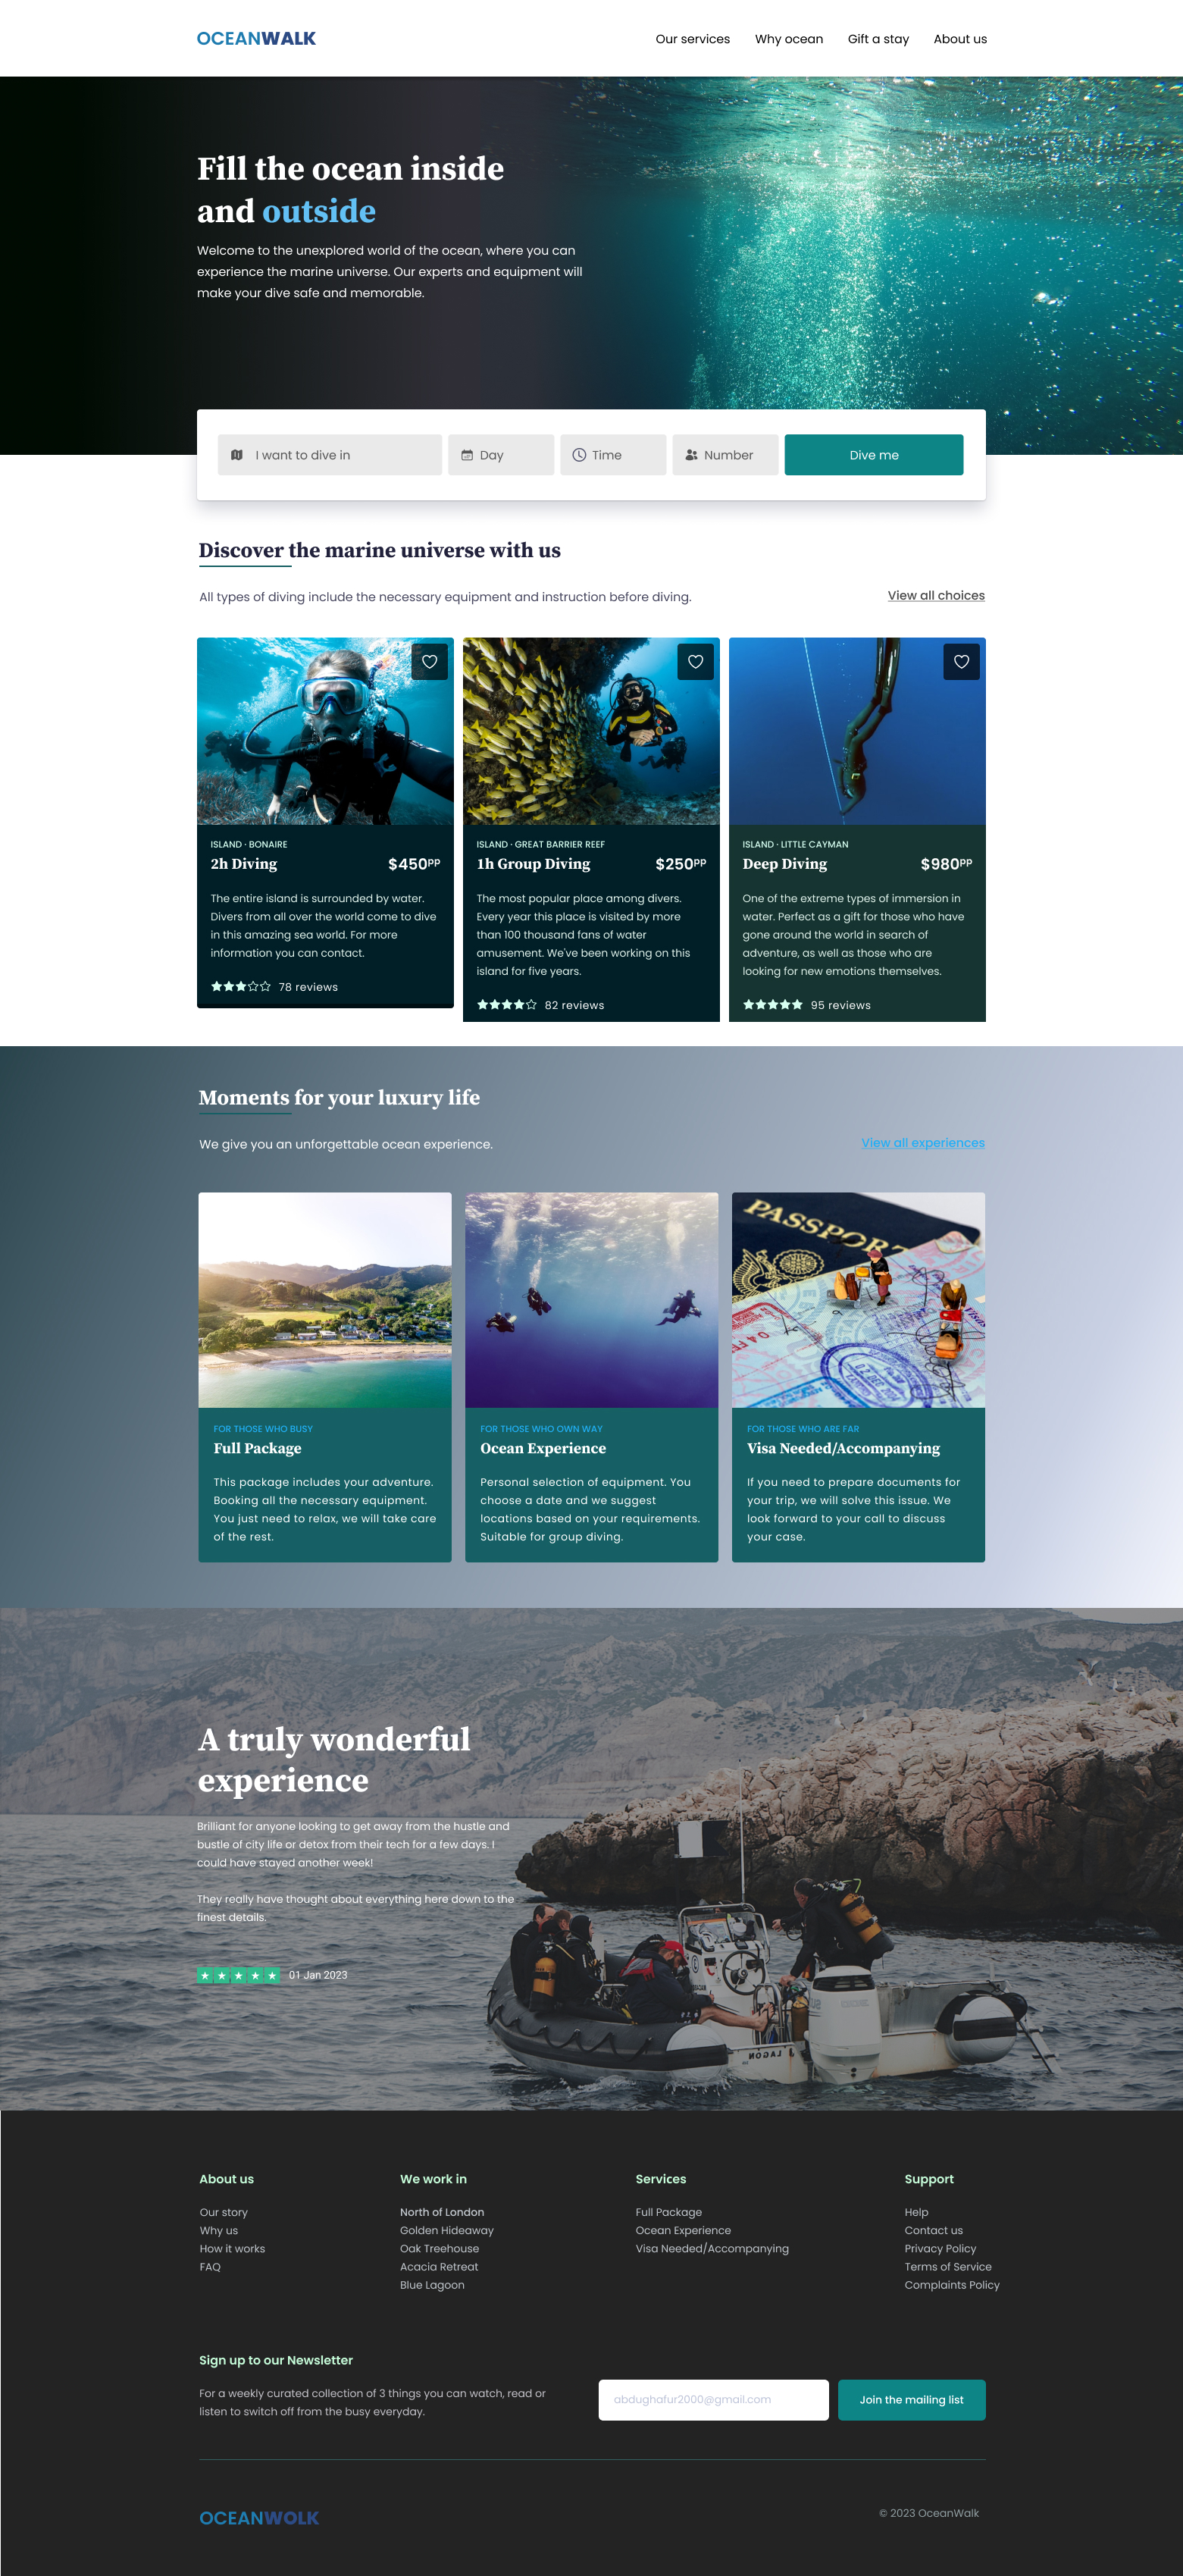 OCEANWALK
Our services Why ocean Gift a stay About us
Fill the ocean inside
and outside
Welcome to the unexplored world of the ocean, where you can
experience the marine universe. Our experts and equipment will
make your dive safe and memorable.
I want to dive in Day Time Number Dive me
Discover the marine universe with us
All types of diving include the necessary equipment and instruction before diving.
View all choices
ISLAND · BONAIRE
2h Diving $450pp
The entire island is surrounded by water.
Divers from all over the world come to dive
in this amazing sea world. For more
information you can contact.
78 reviews
ISLAND · GREAT BARRIER REEF
1h Group Diving $250pp
The most popular place among divers.
Every year this place is visited by more
than 100 thousand fans of water
amusement. We've been working on this
island for five years.
82 reviews
ISLAND · LITTLE CAYMAN
Deep Diving $980pp
One of the extreme types of immersion in
water. Perfect as a gift for those who have
gone around the world in search of
adventure, as well as those who are
looking for new emotions themselves.
95 reviews
Moments for your luxury life
We give you an unforgettable ocean experience.
View all experiences
FOR THOSE WHO BUSY
Full Package
This package includes your adventure.
Booking all the necessary equipment.
You just need to relax, we will take care
of the rest.
FOR THOSE WHO OWN WAY
Ocean Experience
Personal selection of equipment. You
choose a date and we suggest
locations based on your requirements.
Suitable for group diving.
PASSPORT
FOR THOSE WHO ARE FAR
Visa Needed/Accompanying
If you need to prepare documents for
your trip, we will solve this issue. We
look forward to your call to discuss
your case.
A truly wonderful
experience
Brilliant for anyone looking to get away from the hustle and
bustle of city life or detox from their tech for a few days. I
could have stayed another week!
They really have thought about everything here down to the
finest details.
01 Jan 2023
About us
Our story
Why us
How it works
FAQ
We work in
North of London
Golden Hideaway
Oak Treehouse
Acacia Retreat
Blue Lagoon
Services
Full Package
Ocean Experience
Visa Needed/Accompanying
Support
Help
Contact us
Privacy Policy
Terms of Service
Complaints Policy
Sign up to our Newsletter
For a weekly curated collection of 3 things you can watch, read or
listen to switch off from the busy everyday.
abdughafur2000@gmail.com
Join the mailing list
OCEANWOLK
© 2023 OceanWalk